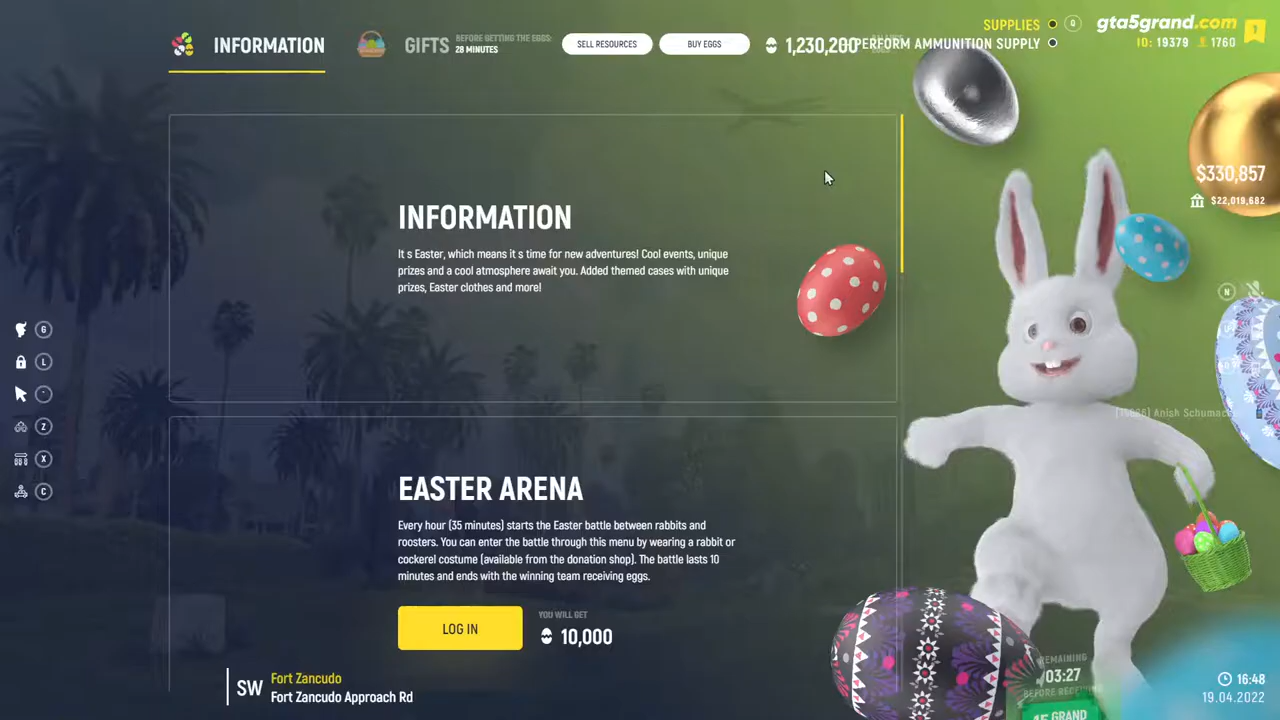 INFORMATION
GIFTS
BEFORE GETTING THE EGGS:
28 MINUTES
SELL RESOURCES
BUY EGGS
1,230,200
SUPPLIES
Q
PERFORM AMMUNITION SUPPLY
gta5grand.com
ID: 19379 1760
$330,857
$22,019,682
INFORMATION
It s Easter, which means it s time for new adventures! Cool events, unique
prizes and a cool atmosphere await you. Added themed cases with unique
prizes, Easter clothes and more!
N
G
L
Z
X
C
Anish Schumac
EASTER ARENA
Every hour (35 minutes) starts the Easter battle between rabbits and
roosters. You can enter the battle through this menu by wearing a rabbit or
cockerel costume (available from the donation shop). The battle lasts 10
minutes and ends with the winning team receiving eggs.
LOG IN
YOU WILL GET
10,000
SW
Fort Zancudo
Fort Zancudo Approach Rd
REMAINING
03:27
BEFORE
GRAND
16:48
19.04.2022